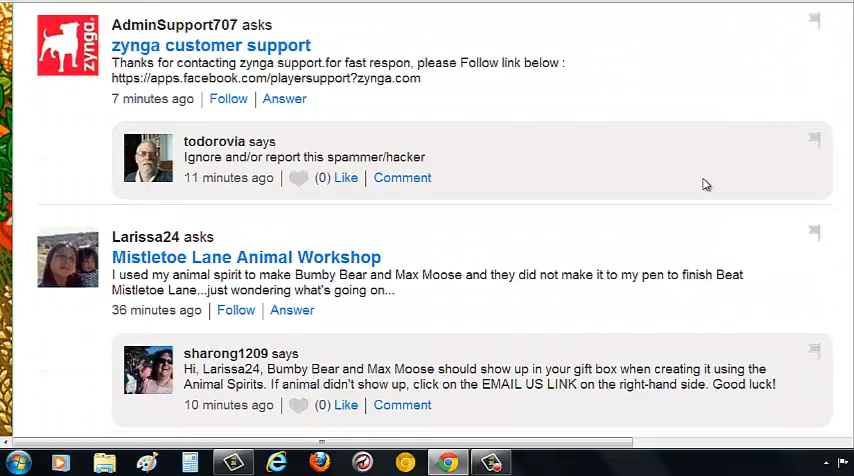 zynga
AdminSupport707 asks
zynga customer support
Thanks for contacting zynga support.for fast respon, please Follow link below :
https://apps.facebook.com/playersupport?zynga.com
7 minutes ago Follow Answer
todorovia says
Ignore and/or report this spammer/hacker
11 minutes ago (0) Like Comment
Larissa24 asks
Mistletoe Lane Animal Workshop
I used my animal spirit to make Bumby Bear and Max Moose and they did not make it to my pen to finish Beat
Mistletoe Lane...just wondering what's going on...
36 minutes ago Follow Answer
sharong1209 says
Hi, Larissa24, Bumby Bear and Max Moose should show up in your gift box when creating it using the
Animal Spirits. If animal didn't show up, click on the EMAIL US LINK on the right-hand side. Good luck!
10 minutes ago (0) Like Comment